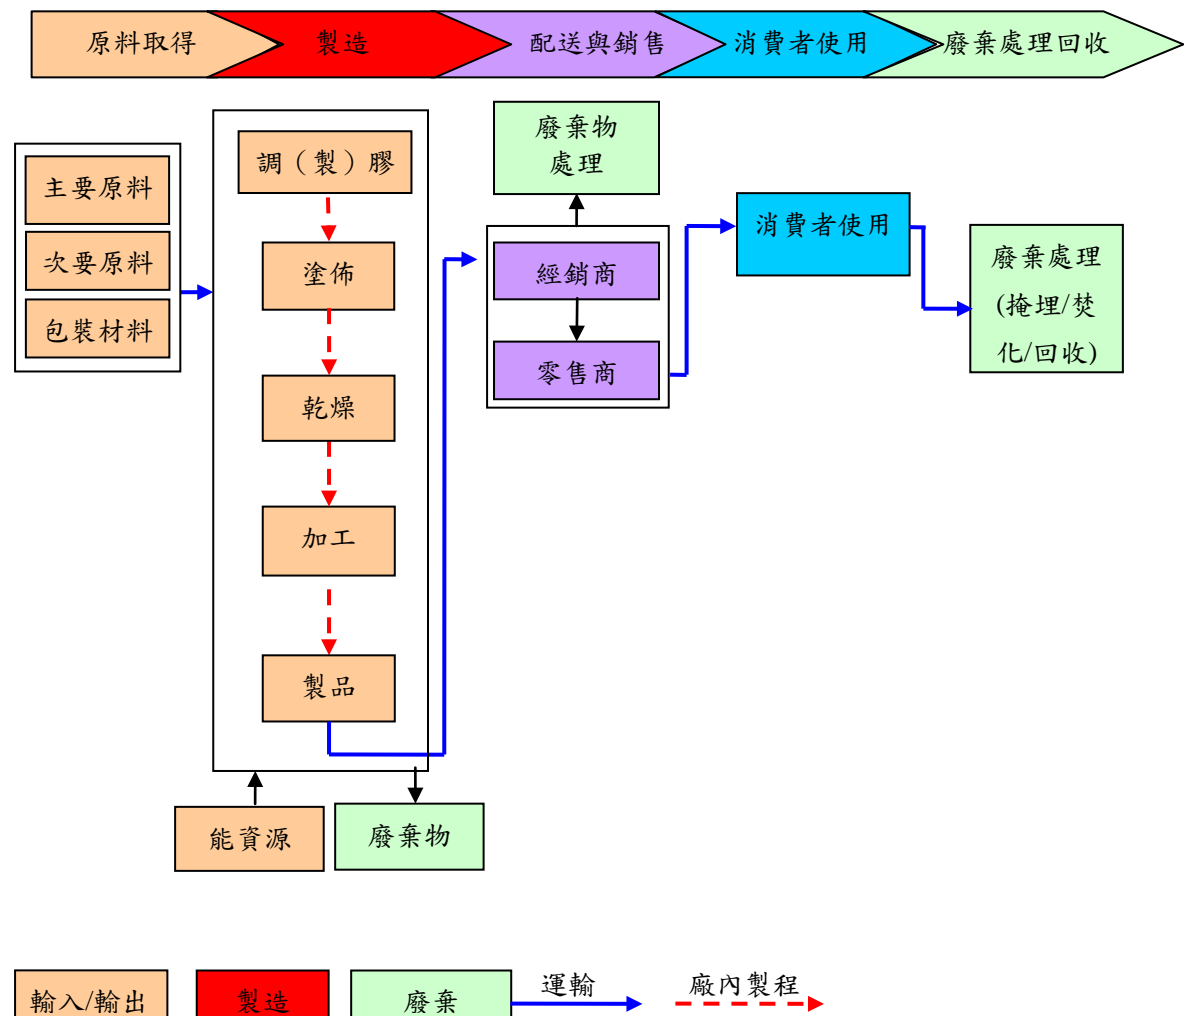 原料取得
製造
配送與銷售
消費者使用
廢棄處理回收
主要原料
次要原料
包裝材料
調（製）膠
塗佈
乾燥
加工
製品
能資源
廢棄物
廢棄物
處理
經銷商
零售商
消費者使用
廢棄處理
(掩埋/焚
化/回收)
輸入/輸出
製造
廢棄
運輸
廠內製程